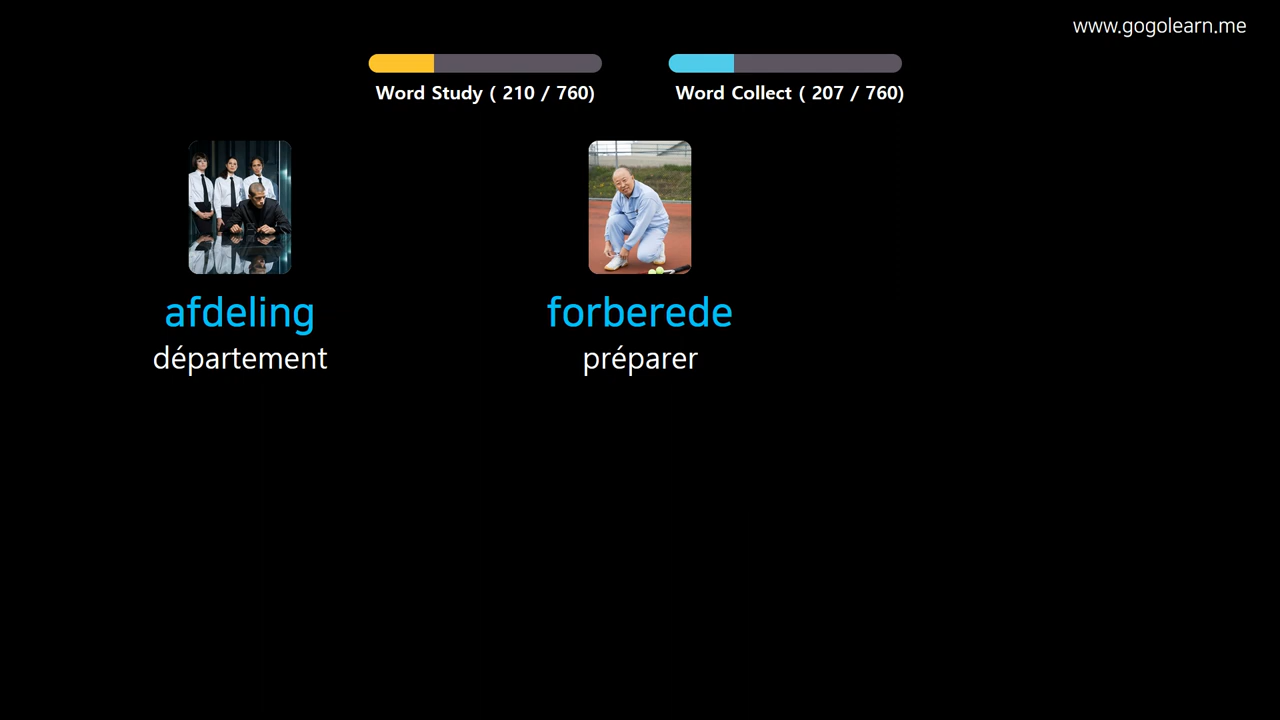 www.gogolearn.me
Word Study ( 210 / 760)
Word Collect ( 207 / 760)
afdeling
département
forberede
préparer